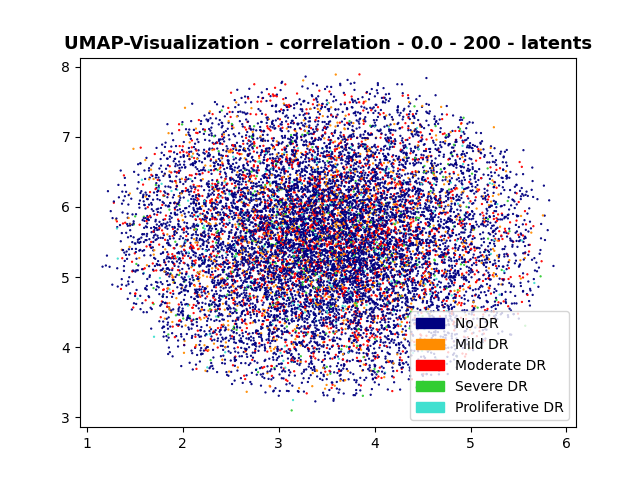 UMAP-Visualization - correlation - 0.0 - 200 - latents
8
7
6
5
4
3
1 2 3 4 5 6
No DR
Mild DR
Moderate DR
Severe DR
Proliferative DR